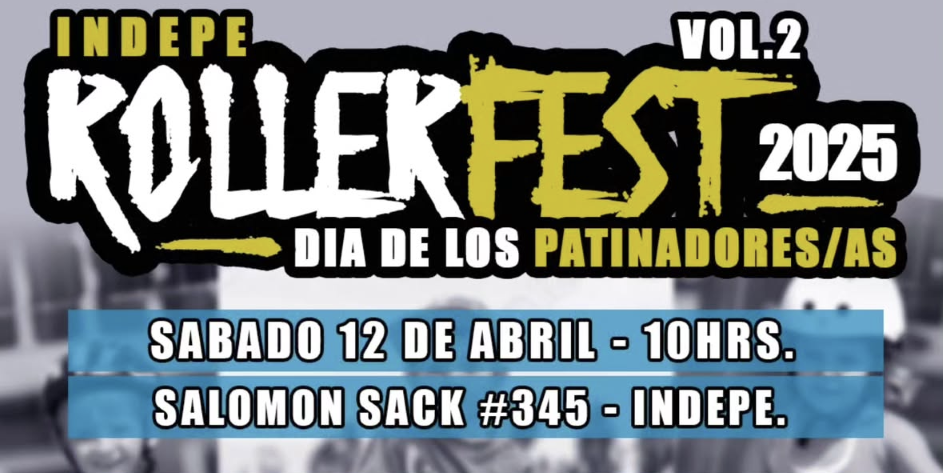 INDEPE
VOL.2
ROLLERFEST
2025
DIA DE LOS PATINADORES/AS
SABADO 12 DE ABRIL - 10HRS.
SALOMON SACK #345 - INDEPE.